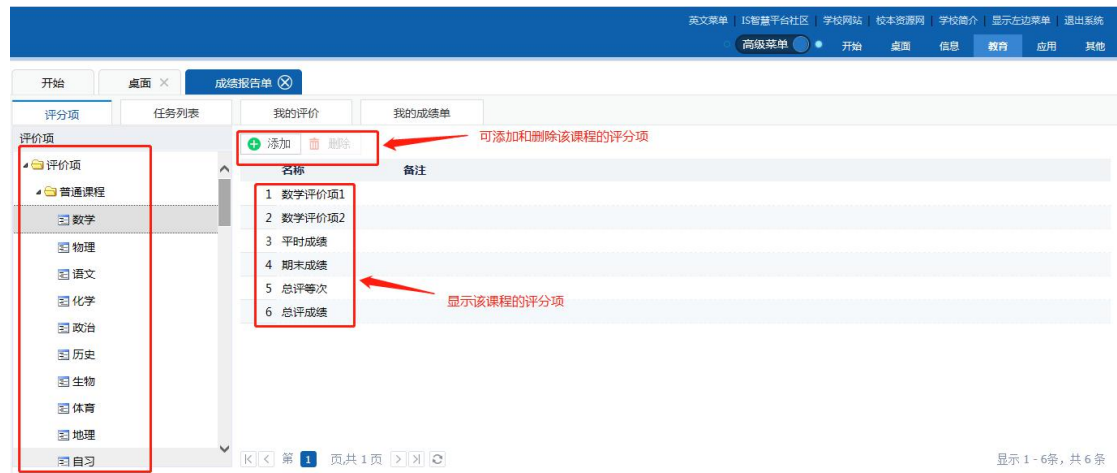 英文菜单 | IS智慧平台社区 | 学校网站 | 校本资源网 | 学校简介 | 显示左边菜单 | 退出系统
高级菜单 开始 桌面 信息 教育 应用 其他
开始 桌面 成绩报告单
评分项 任务列表 我的评价 我的成绩单
评价项
添加 删除
可添加和删除该课程的评分项
评价项
名称 备注
普通课程
1 数学评价项1
数学
2 数学评价项2
物理
3 平时成绩
语文
4 期末成绩
5 总评等次
显示该课程的评分项
化学
6 总评成绩
政治
历史
生物
体育
地理
自习
第 1 页,共 1 页
显示 1 - 6条，共 6 条